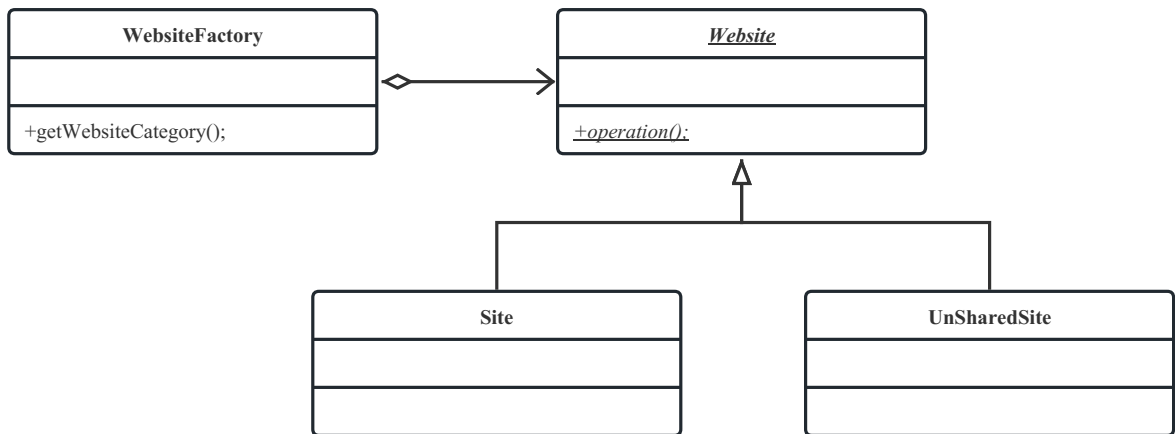 WebsiteFactory
+getWebsiteCategory();
Website
+operation();
Site
UnSharedSite